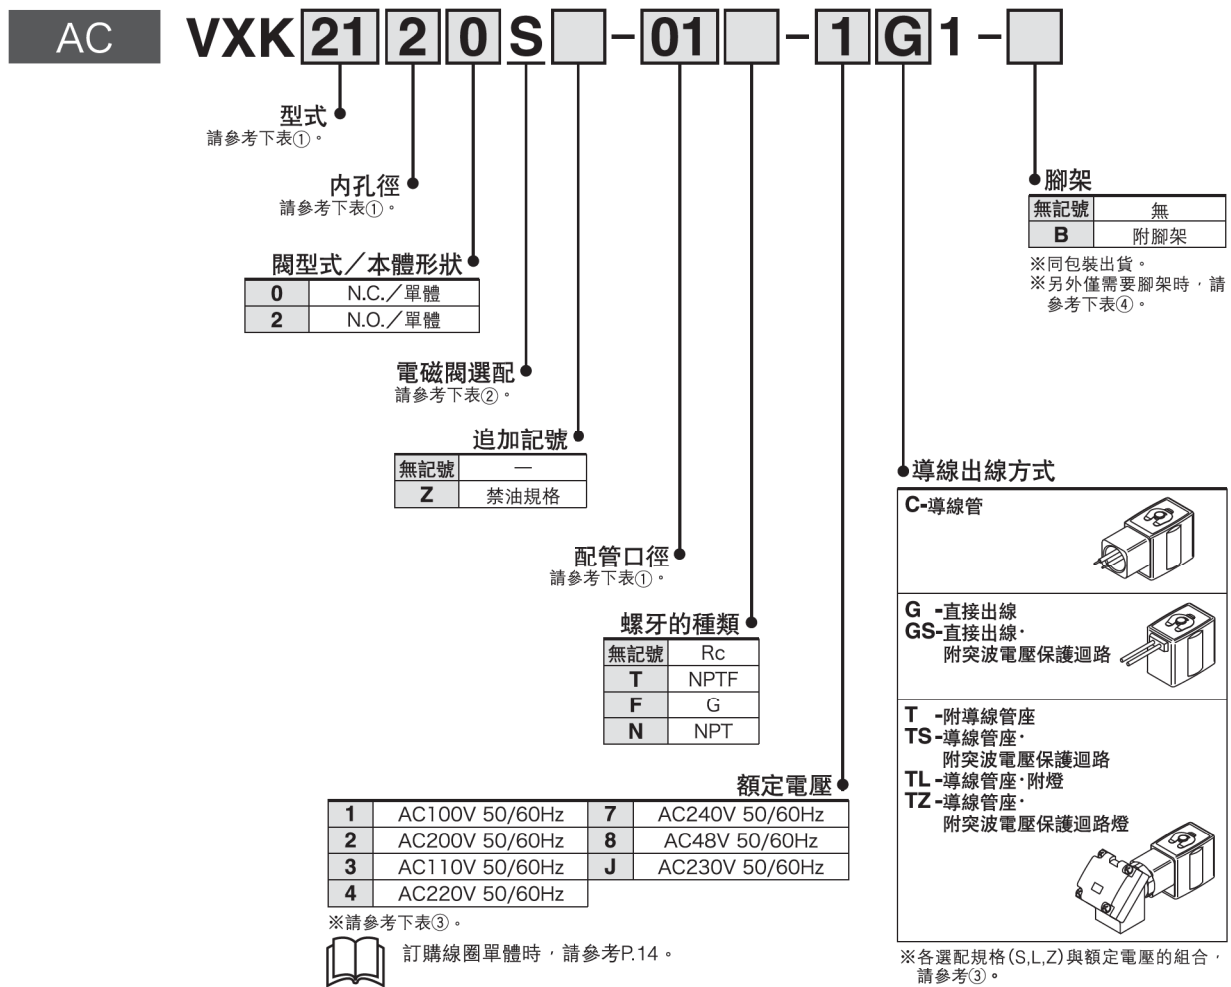 AC
VXK 21 2 0 S □ - 01 □ - 1 G 1 - □
型式
請參考下表①。
內孔徑
請參考下表①。
閥型式／本體形狀
0 N.C.／單體
2 N.O.／單體
電磁閥選配
請參考下表②。
追加記號
無記號 —
Z 禁油規格
配管口徑
請參考下表①。
螺牙的種類
無記號 Rc
T NPTF
F G
N NPT
額定電壓
1 AC100V 50/60Hz 7 AC240V 50/60Hz
2 AC200V 50/60Hz 8 AC48V 50/60Hz
3 AC110V 50/60Hz J AC230V 50/60Hz
4 AC220V 50/60Hz
※請參考下表③。
訂購線圈單體時，請參考P.14。
腳架
無記號 無
B 附腳架
※同包裝出貨。
※另外僅需要腳架時，請
參考下表④。
導線出線方式
C-導線管
G -直接出線
GS-直接出線·
附突波電壓保護迴路
T -附導線管座
TS-導線管座·
附突波電壓保護迴路
TL-導線管座·附燈
TZ-導線管座·
附突波電壓保護迴路燈
※各選配規格(S,L,Z)與額定電壓的組合，
請參考③。